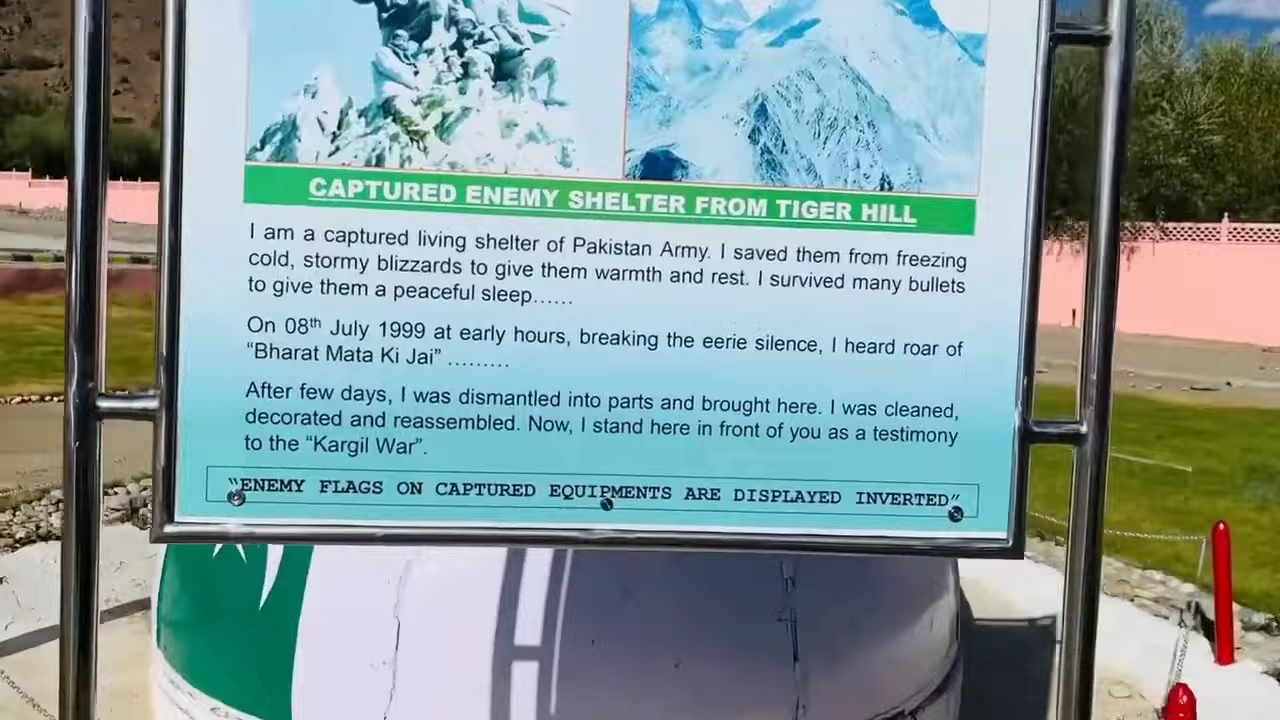 CAPTURED ENEMY SHELTER FROM TIGER HILL
I am a captured living shelter of Pakistan Army. I saved them from freezing
cold, stormy blizzards to give them warmth and rest. I survived many bullets
to give them a peaceful sleep......
On 08th July 1999 at early hours, breaking the eerie silence, I heard roar of
“Bharat Mata Ki Jai” .........
After few days, I was dismantled into parts and brought here. I was cleaned,
decorated and reassembled. Now, I stand here in front of you as a testimony
to the “Kargil War”.
"ENEMY FLAGS ON CAPTURED EQUIPMENTS ARE DISPLAYED INVERTED"